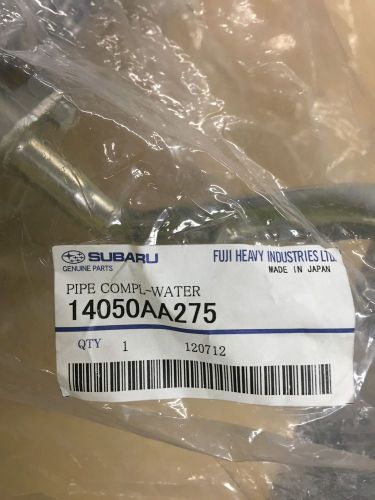 SUBARU FUJI HEAVY INDUSTRIES LTD.
GENUINE PARTS MADE IN JAPAN
PIPE COMPL-WATER
14050AA275
QTY 1 120712